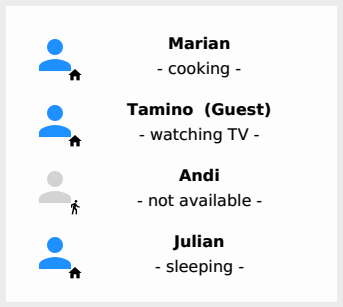 Marian
- cooking -
Tamino (Guest)
- watching TV -
Andi
- not available -
Julian
- sleeping -